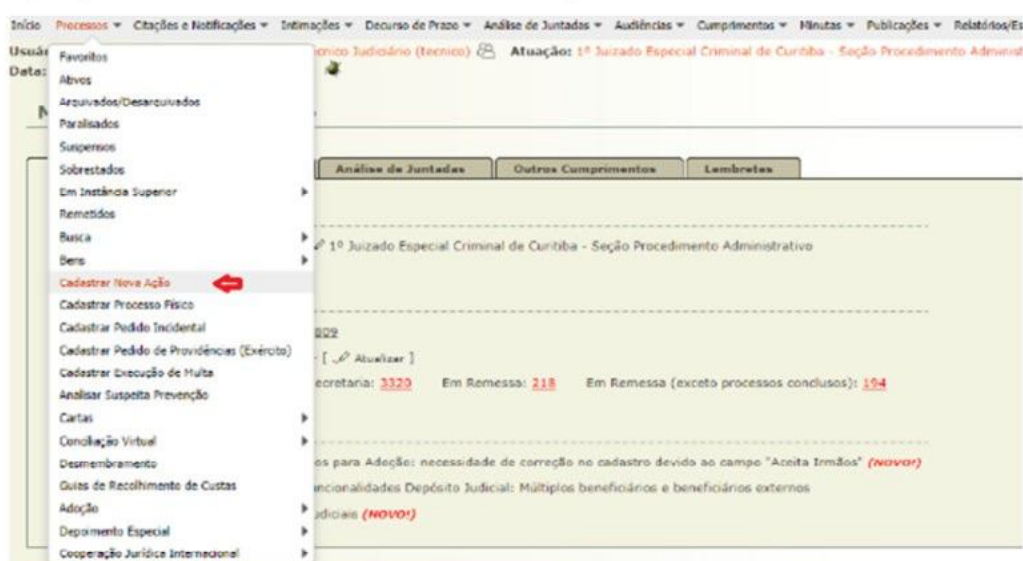 Início Processos Citações e Notificações Intimações Decurso de Prazo Análise de Juntadas Audiências Cumprimentos Minutas Publicações Relatórios/Es
Usuár
cnico Judiciário (tecnico) Atuação: 1º Juizado Especial Criminal de Curitiba - Seção Procedimento Administ
Data:
Favoritos
Ativos
Arquivados/Desarquivados
Paralisados
Suspensos
Sobrestados
Em Instância Superior
Remetidos
Busca
Bens
Cadastrar Nova Ação
Cadastrar Processo Físico
Cadastrar Pedido Incidental
Cadastrar Pedido de Providências (Exército)
Cadastrar Execução de Multa
Analisar Suspeita Prevenção
Cartas
Conciliação Virtual
Desmembramento
Guias de Recolhimento de Custas
Adoção
Depoimento Especial
Cooperação Jurídica Internacional
Análise de Juntadas Outros Cumprimentos Lembretes
1º Juizado Especial Criminal de Curitiba - Seção Procedimento Administrativo
809
[ Atualizar ]
ecretaria: 3320 Em Remessa: 218 Em Remessa (exceto processos conclusos): 194
os para Adoção: necessidade de correção no cadastro devido ao campo "Aceita Irmãos" (NOVO!)
ncionalidades Depósito Judicial: Múltiplos beneficiários e beneficiários externos
udiciais (NOVO!)